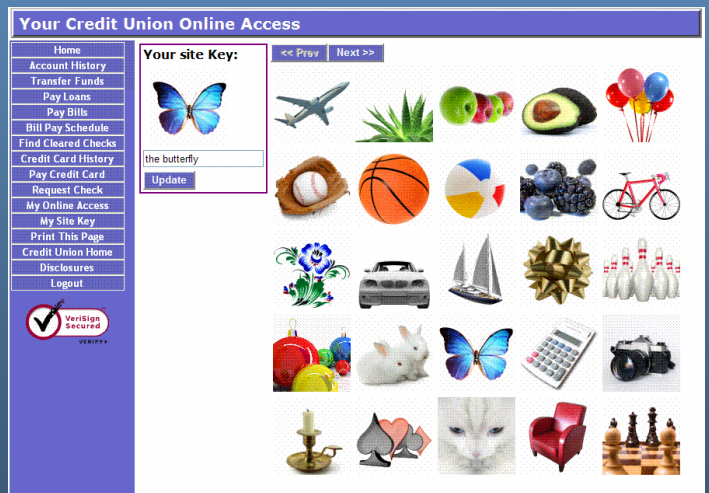 Your Credit Union Online Access
Home
Account History
Transfer Funds
Pay Loans
Pay Bills
Bill Pay Schedule
Find Cleared Checks
Credit Card History
Pay Credit Card
Request Check
My Online Access
My Site Key
Print This Page
Credit Union Home
Disclosures
Logout
VeriSign
Secured
VERIFY
Your site Key:
the butterfly
Update
<< Prev
Next >>